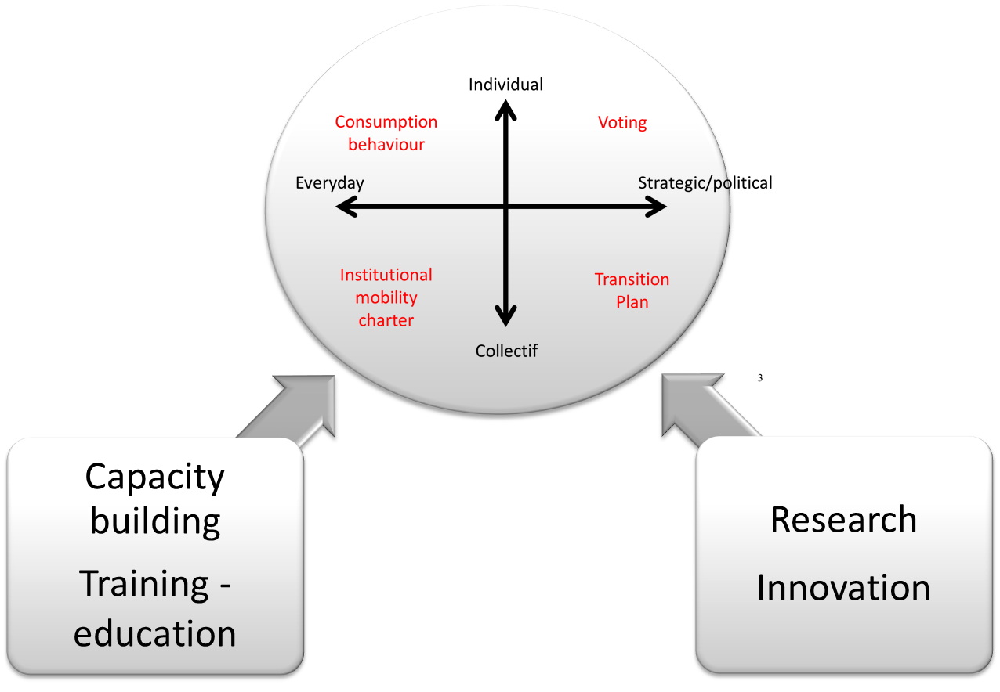 Individual
Consumption
behaviour
Voting
Everyday
Strategic/political
Institutional
mobility
charter
Transition
Plan
Collectif
3
Capacity
building
Training -
education
Research
Innovation